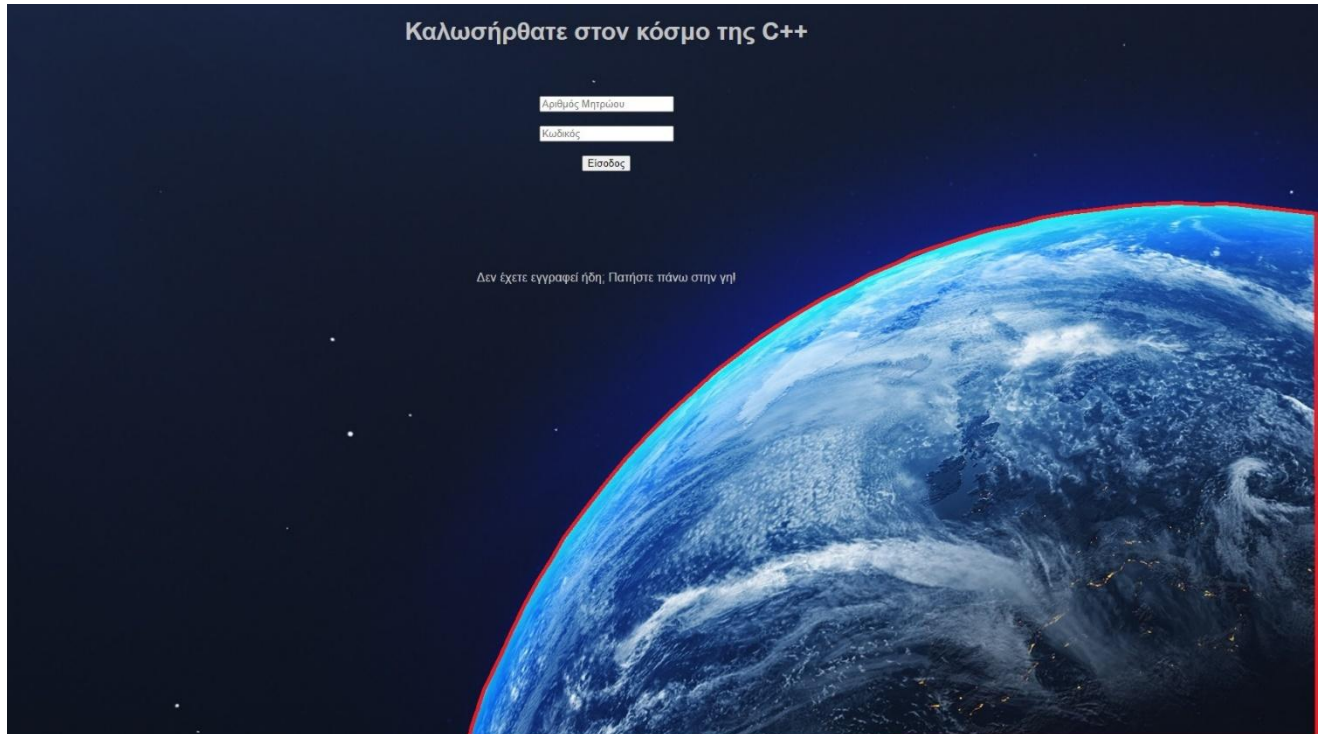 Καλωσήρθατε στον κόσμο της C++
Αριθμός Μητρώου
Κωδικός
Είσοδος
Δεν έχετε εγγραφεί ήδη; Πατήστε πάνω στην γη!